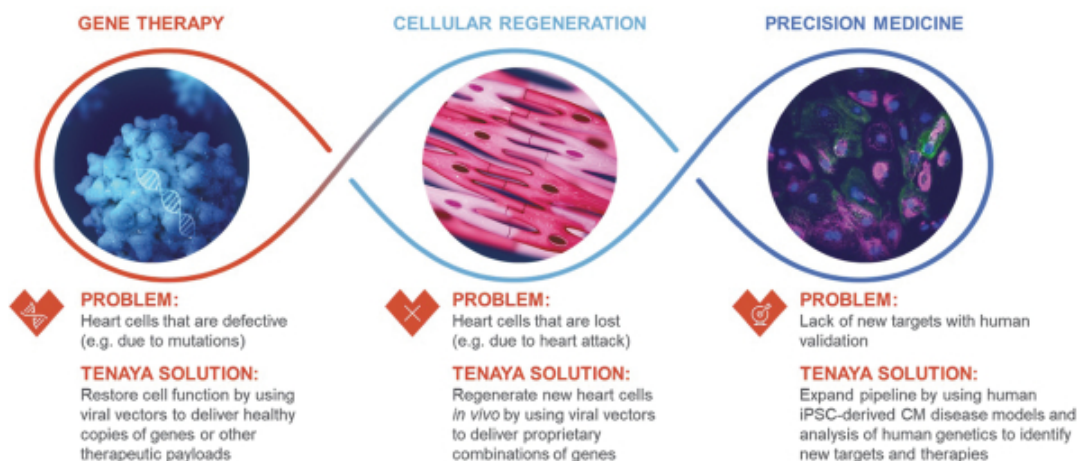 GENE THERAPY
CELLULAR REGENERATION
PRECISION MEDICINE
PROBLEM:
Heart cells that are defective
(e.g. due to mutations)
TENAYA SOLUTION:
Restore cell function by using
viral vectors to deliver healthy
copies of genes or other
therapeutic payloads
PROBLEM:
Heart cells that are lost
(e.g. due to heart attack)
TENAYA SOLUTION:
Regenerate new heart cells
in vivo by using viral vectors
to deliver proprietary
combinations of genes
PROBLEM:
Lack of new targets with human
validation
TENAYA SOLUTION:
Expand pipeline by using human
iPSC-derived CM disease models and
analysis of human genetics to identify
new targets and therapies